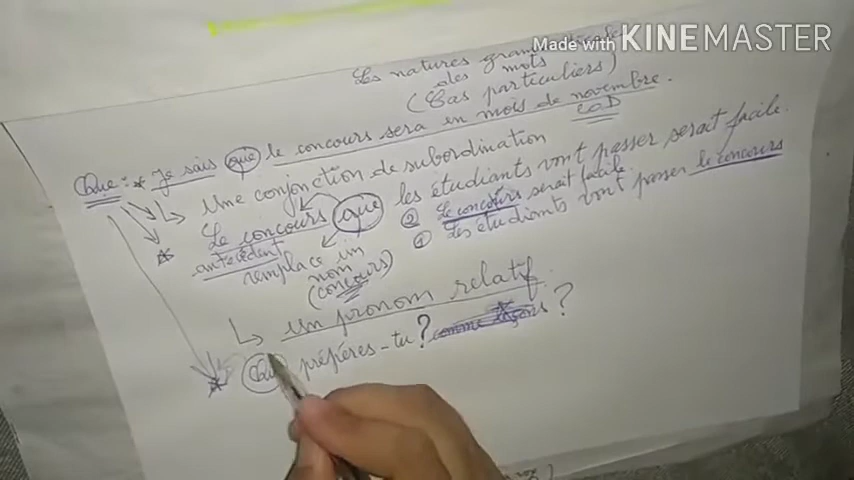 Made with KINEMASTER
Les natures grammaticales
des mots
(Cas particuliers)
Que : * Je sais que le concours sera en mois de novembre.
COD
↳ Une conjonction de subordination
* Le concours que les étudiants vont passer serait facile.
antécédent
remplace un
nom
(concours)
② Le concours serait facile.
① Les étudiants vont passer le concours
↳ un pronom relatif.
* Que préfères-tu ? ?